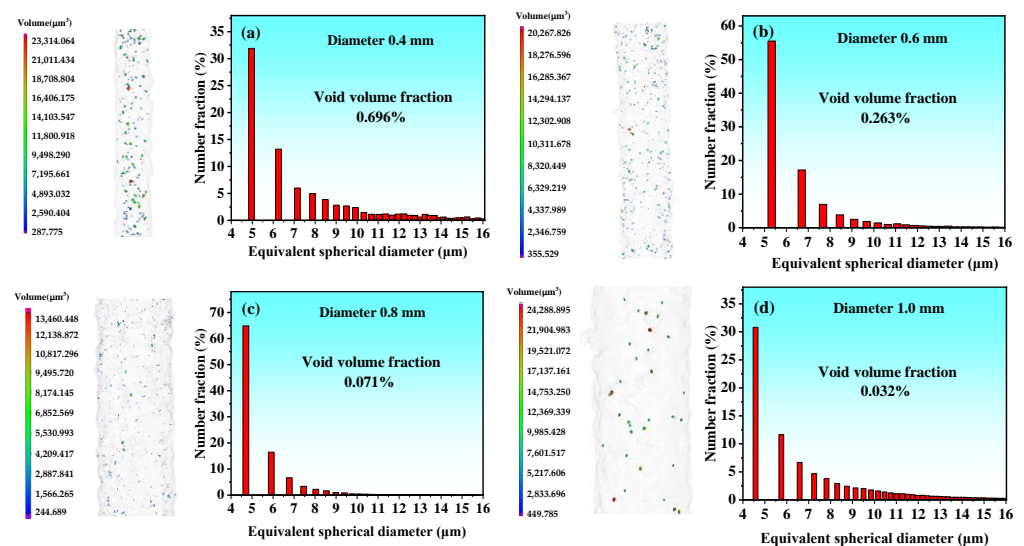 Volume(μm³)
23,314.064
21,011.434
18,708.804
16,406.175
14,103.547
11,800.918
9,498.290
7,195.661
4,893.032
2,590.404
287.775
(a)
Diameter 0.4 mm
Void volume fraction
0.696%
Number fraction (%)
35
30
25
20
15
10
5
0
4 5 6 7 8 9 10 11 12 13 14 15 16
Equivalent spherical diameter (μm)
Volume(μm³)
20,267.826
18,276.596
16,285.367
14,294.137
12,302.908
10,311.678
8,320.449
6,329.219
4,337.989
2,346.759
355.529
(b)
Diameter 0.6 mm
Void volume fraction
0.263%
Number fraction (%)
60
50
40
30
20
10
0
4 5 6 7 8 9 10 11 12 13 14 15 16
Equivalent spherical diameter (μm)
Volume(μm³)
13,460.448
12,138.872
10,817.296
9,495.720
8,174.145
6,852.569
5,530.993
4,209.417
2,887.841
1,566.265
244.689
(c)
Diameter 0.8 mm
Void volume fraction
0.071%
Number fraction (%)
70
60
50
40
30
20
10
0
4 5 6 7 8 9 10 11 12 13 14 15 16
Equivalent spherical diameter (μm)
Volume(μm³)
24,288.895
21,904.983
19,521.072
17,137.161
14,753.250
12,369.339
9,985.428
7,601.517
5,217.606
2,833.696
449.785
(d)
Diameter 1.0 mm
Void volume fraction
0.032%
Number fraction (%)
35
30
25
20
15
10
5
0
4 5 6 7 8 9 10 11 12 13 14 15 16
Equivalent spherical diameter (μm)